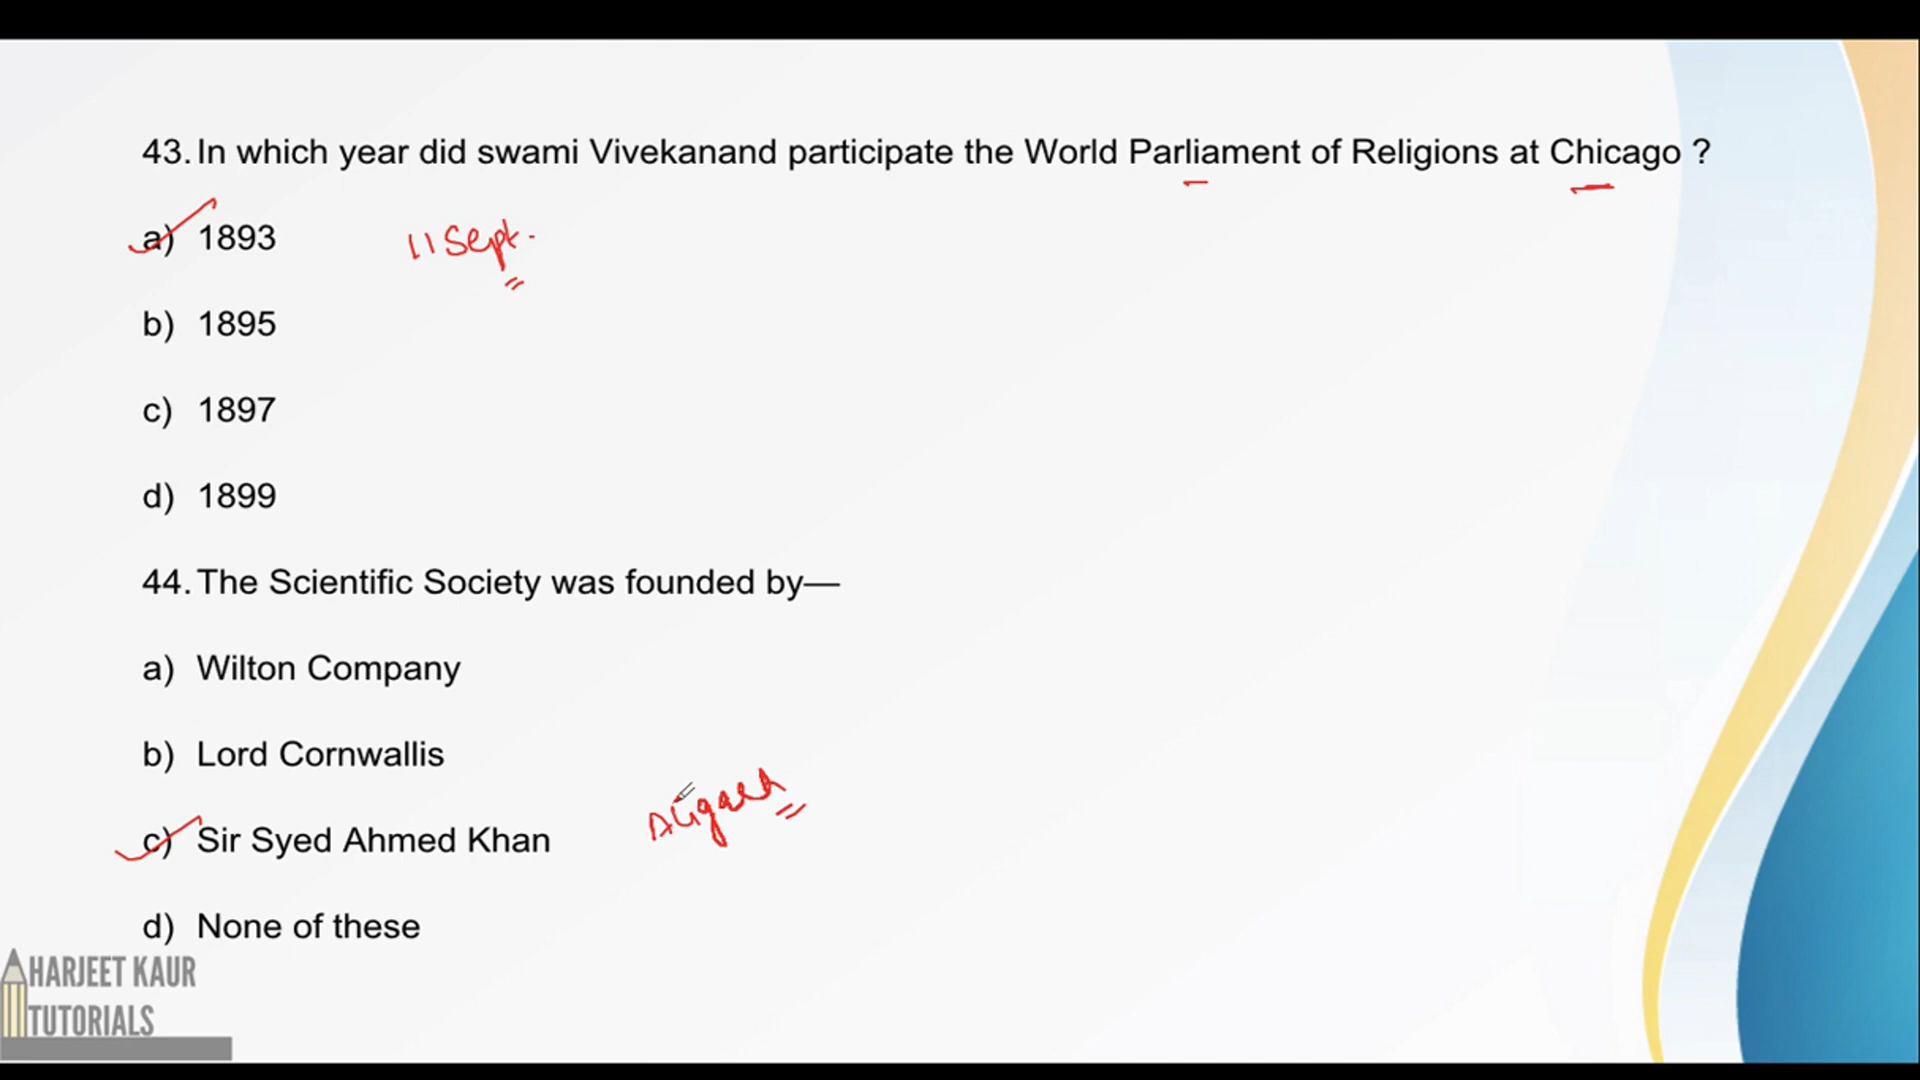 43. In which year did swami Vivekanand participate the World Parliament of Religions at Chicago ?
a) 1893 11 Sept.
b) 1895
c) 1897
d) 1899
44. The Scientific Society was founded by—
a) Wilton Company
b) Lord Cornwallis
c) Sir Syed Ahmed Khan Aligarh
d) None of these
HARJEET KAUR
TUTORIALS